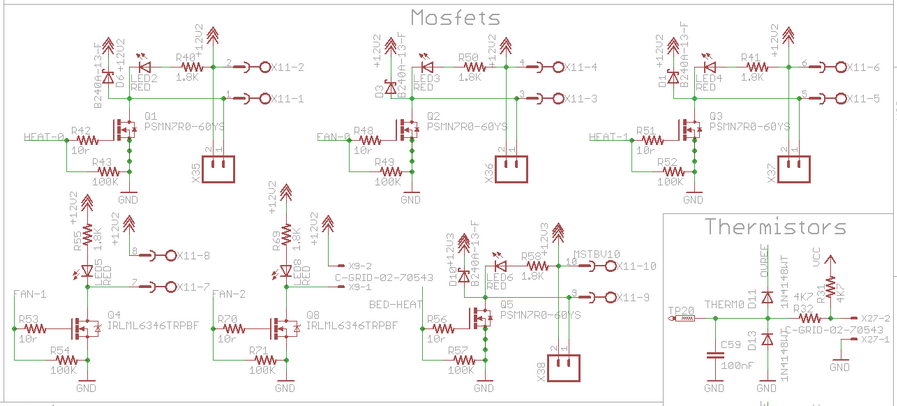 Mosfets
+12V2
+12V2
B240A-13-F
D6
LED2
RED
R40
1.8K
2
X11-2
1
X11-1
Q1
PSMN7R0-60YS
HEAT-0
R42
10r
R43
100K
GND
2
1
X35
+12V2
+12V2
B240A-13-F
D3
LED3
RED
R50
1.8K
4
X11-4
3
X11-3
Q2
PSMN7R0-60YS
FAN-0
R48
10r
R49
100K
GND
2
1
X36
+12V2
+12V2
B240A-13-F
LED4
RED
R41
1.8K
6
X11-6
5
X11-5
Q3
PSMN7R0-60YS
HEAT-1
R51
10r
R52
100K
GND
2
1
X37
+12V2
+12V2
R55
1.8K
RED
8
X11-8
7
X11-7
FAN-1
R53
10r
Q4
IRLML6346TRPBF
R54
100K
GND
+12V2
+12V2
R69
1.8K
RED
X9-2
C-GRID-02-70543
X9-1
FAN-2
R70
10r
Q8
IRLML6346TRPBF
R71
100K
GND
+12V3
+12V3
B240A-13-F
D10
LED6
RED
R58
1.8K
MSTBV10
10
X11-10
9
X11-9
BED-HEAT
Q5
PSMN7R0-60YS
R56
10r
R57
100K
GND
2
1
X38
Thermistors
D11
1N4148WT
VCC
R31
4K7
TP20
THERM0
4K7
R32
C-GRID-02-70543
X27-2
X27-1
C59
100nF
D13
1N4148WT
GND
GND
GND